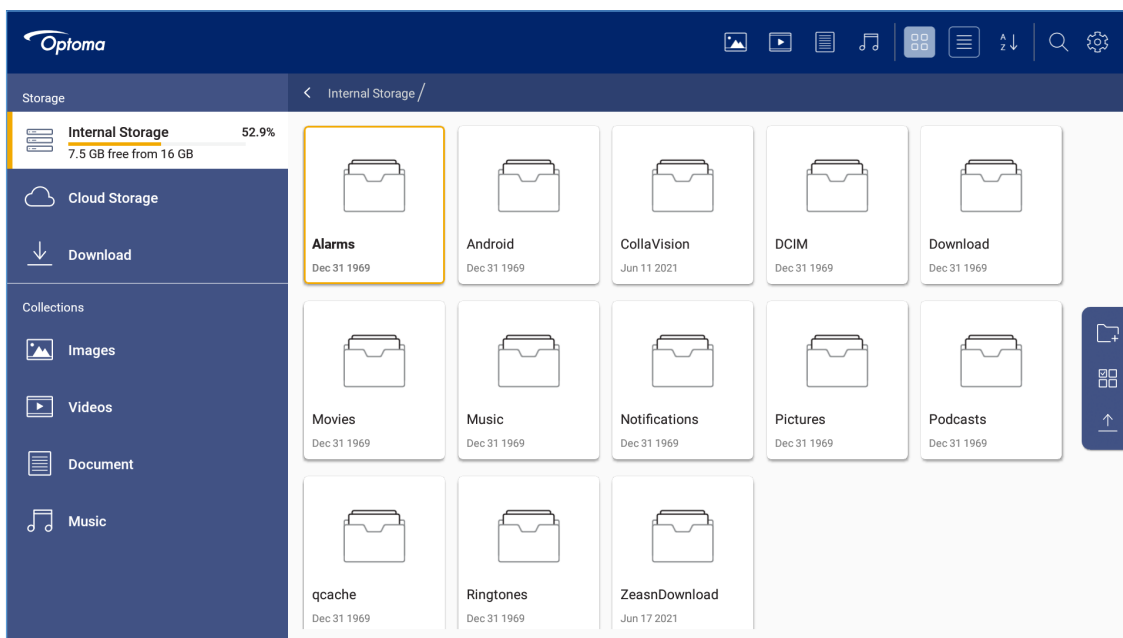 Optoma
A
Z
Storage
Internal Storage /
Internal Storage 52.9%
7.5 GB free from 16 GB
Cloud Storage
Download
Collections
Images
Videos
Document
Music
Alarms
Dec 31 1969
Android
Dec 31 1969
CollaVision
Jun 11 2021
DCIM
Dec 31 1969
Download
Dec 31 1969
Movies
Dec 31 1969
Music
Dec 31 1969
Notifications
Dec 31 1969
Pictures
Dec 31 1969
Podcasts
Dec 31 1969
qcache
Dec 31 1969
Ringtones
Dec 31 1969
ZeasnDownload
Jun 17 2021